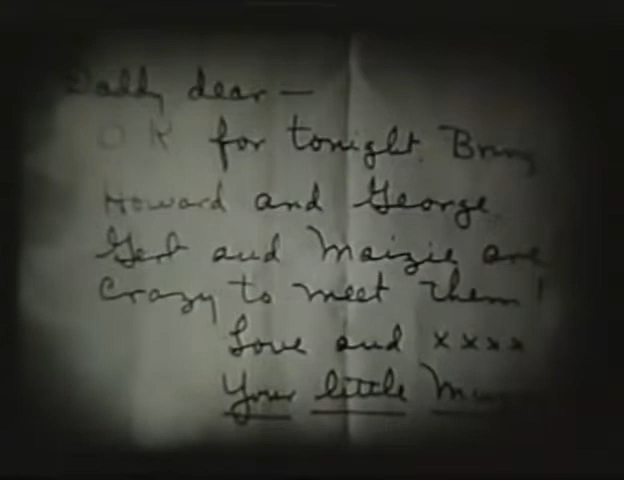 Daddy dear —
OK for tonight. Bring
Howard and George.
Gert and Maizie are
crazy to meet them!
Love and xxxx
Your little